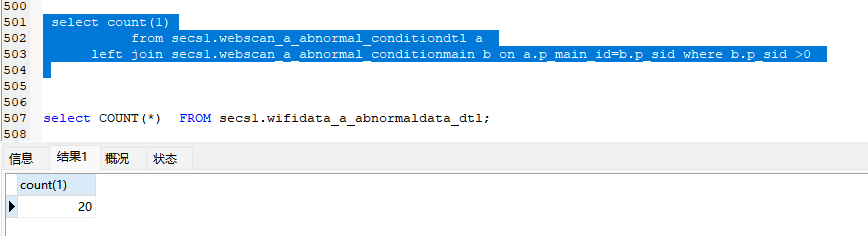 500
501 select count(1)
502 from secsl.webscan_a_abnormal_conditiondtl a
503 left join secsl.webscan_a_abnormal_conditionmain b on a.p_main_id=b.p_sid where b.p_sid >0
504
505
506
507 select COUNT(*)  FROM secsl.wifidata_a_abnormaldata_dtl;
508
信息 结果1 概况 状态
count(1)
20